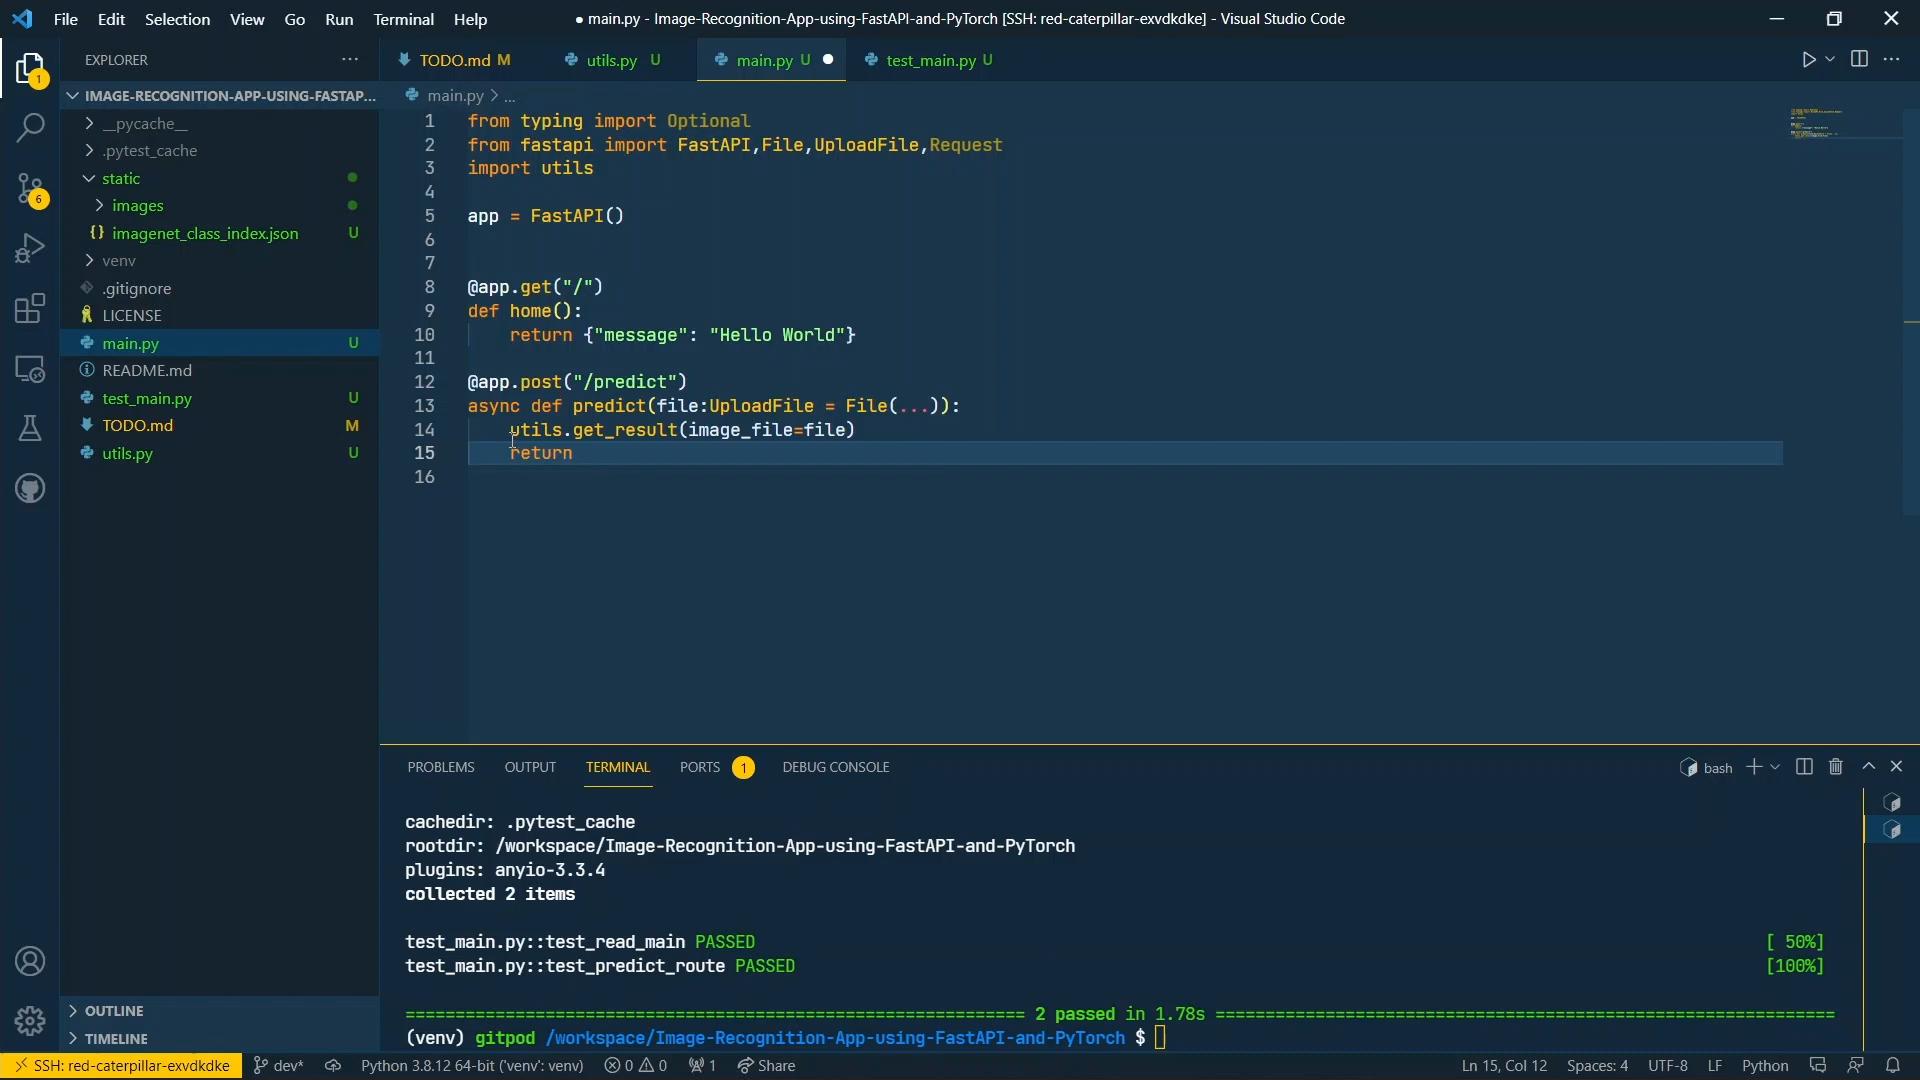 File Edit Selection View Go Run Terminal Help
● main.py - Image-Recognition-App-using-FastAPI-and-PyTorch [SSH: red-caterpillar-exvdkdke] - Visual Studio Code
EXPLORER
TODO.md M
utils.py U
main.py U
test_main.py U
IMAGE-RECOGNITION-APP-USING-FASTAP...
main.py > ...
__pycache__
.pytest_cache
static
images
imagenet_class_index.json U
venv
.gitignore
LICENSE
main.py U
README.md
test_main.py U
TODO.md M
utils.py U
OUTLINE
TIMELINE
1
6
1 from typing import Optional
2 from fastapi import FastAPI,File,UploadFile,Request
3 import utils
4
5 app = FastAPI()
6
7
8 @app.get("/")
9 def home():
10 return {"message": "Hello World"}
11
12 @app.post("/predict")
13 async def predict(file:UploadFile = File(...)):
14 utils.get_result(image_file=file)
15 return
16
PROBLEMS OUTPUT TERMINAL PORTS 1 DEBUG CONSOLE
bash
cachedir: .pytest_cache
rootdir: /workspace/Image-Recognition-App-using-FastAPI-and-PyTorch
plugins: anyio-3.3.4
collected 2 items
test_main.py::test_read_main PASSED [ 50%]
test_main.py::test_predict_route PASSED [100%]
=========================================================== 2 passed in 1.78s ===========================================================
(venv) gitpod /workspace/Image-Recognition-App-using-FastAPI-and-PyTorch $
SSH: red-caterpillar-exvdkdke dev* Python 3.8.12 64-bit ('venv': venv) 0 0 1 Share Ln 15, Col 12 Spaces: 4 UTF-8 LF Python